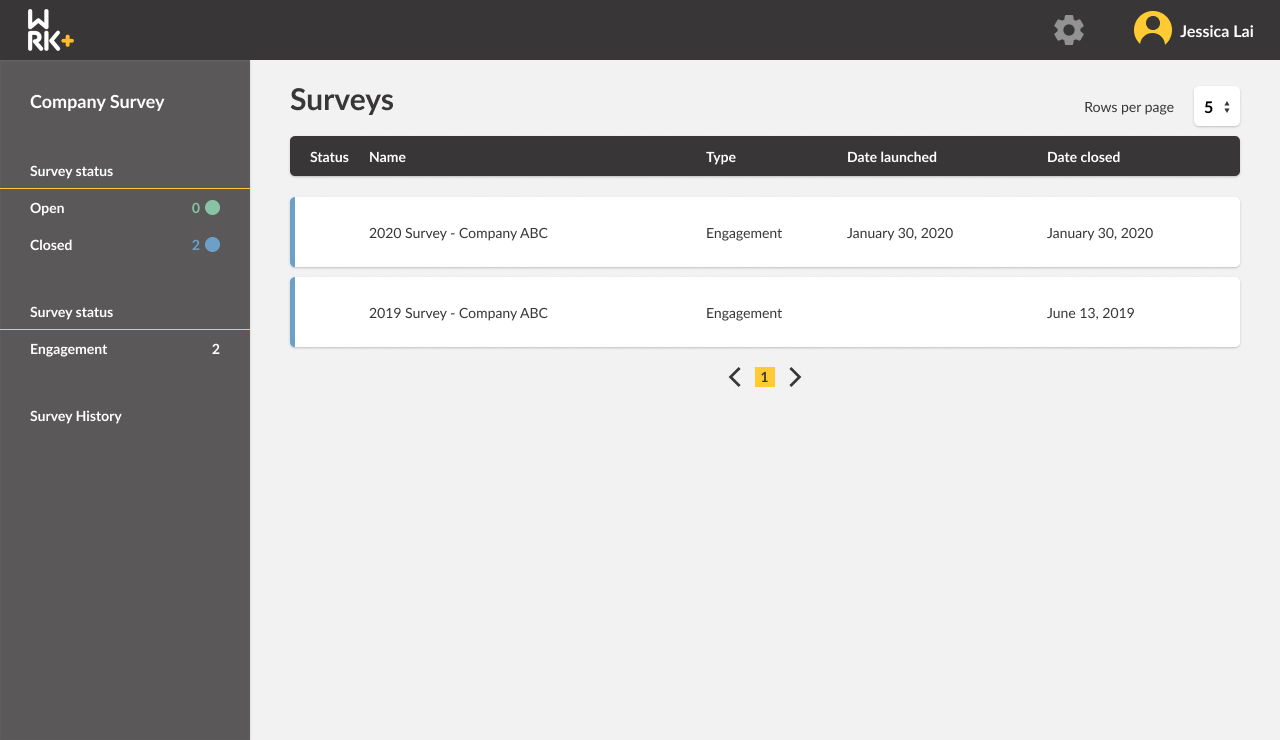 W
RK+
Jessica Lai
Company Survey
Survey status
Open 0
Closed 2
Survey status
Engagement 2
Survey History
Surveys
Rows per page 5
Status Name Type Date launched Date closed
2020 Survey - Company ABC Engagement January 30, 2020 January 30, 2020
2019 Survey - Company ABC Engagement June 13, 2019
1